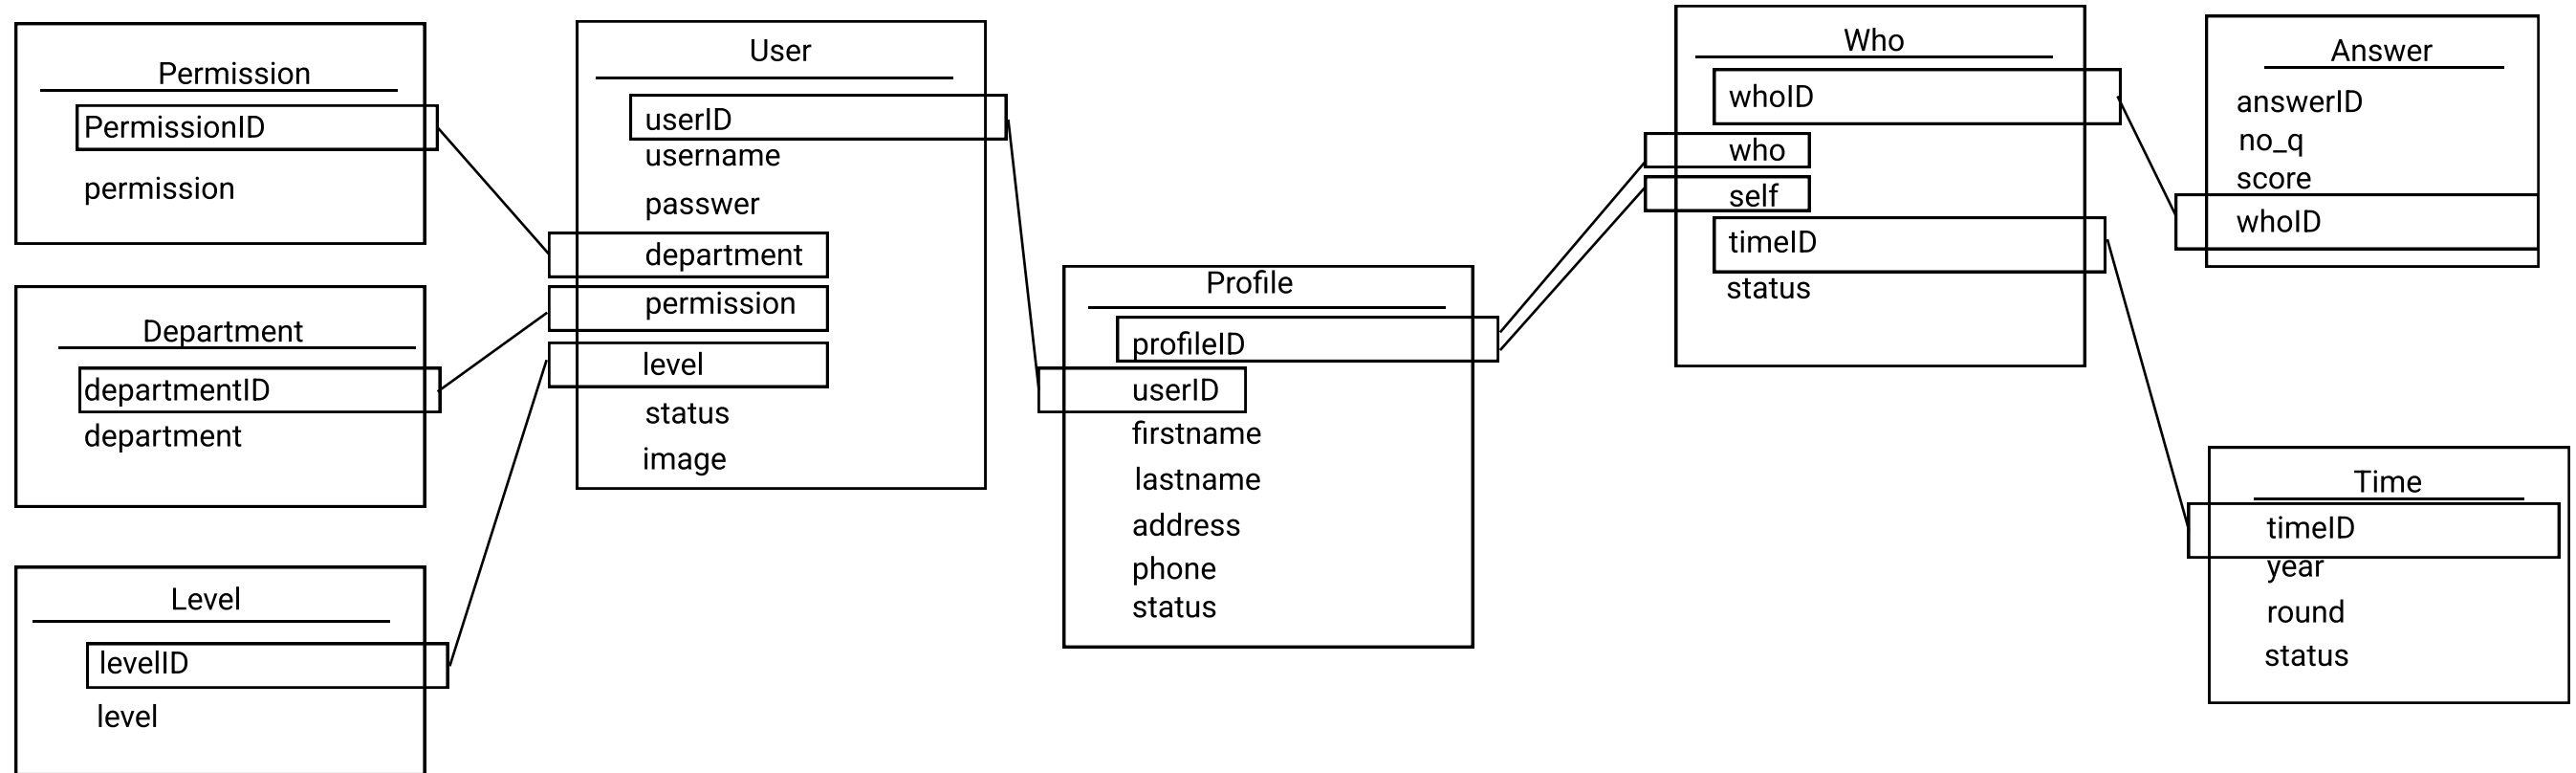 Permission
PermissionID
permission
Department
departmentID
department
Level
levelID
level
User
userID
username
passwer
department
permission
level
status
image
Profile
profileID
userID
firstname
lastname
address
phone
status
Who
whoID
who
self
timeID
status
Answer
answerID
no_q
score
whoID
Time
timeID
year
round
status